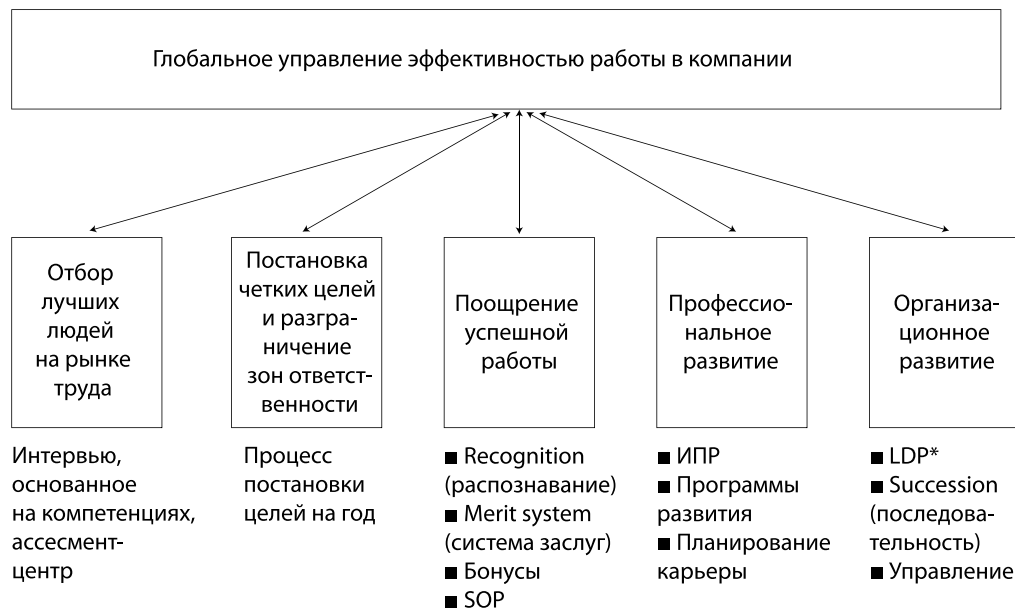 Глобальное управление эффективностью работы в компании
Отбор
лучших
людей
на рынке
труда
Постановка
четких целей
и разгра-
ничение
зон ответст-
венности
Поощрение
успешной
работы
Профессио-
нальное
развитие
Организа-
ционное
развитие
Интервью,
основанное
на компетенциях,
ассесмент-
центр
Процесс
постановки
целей на год
■ Recognition
(распознавание)
■ Merit system
(система заслуг)
■ Бонусы
■ SOP
■ ИПР
■ Программы
развития
■ Планирование
карьеры
■ LDP*
■ Succession
(последова-
тельность)
■ Управление